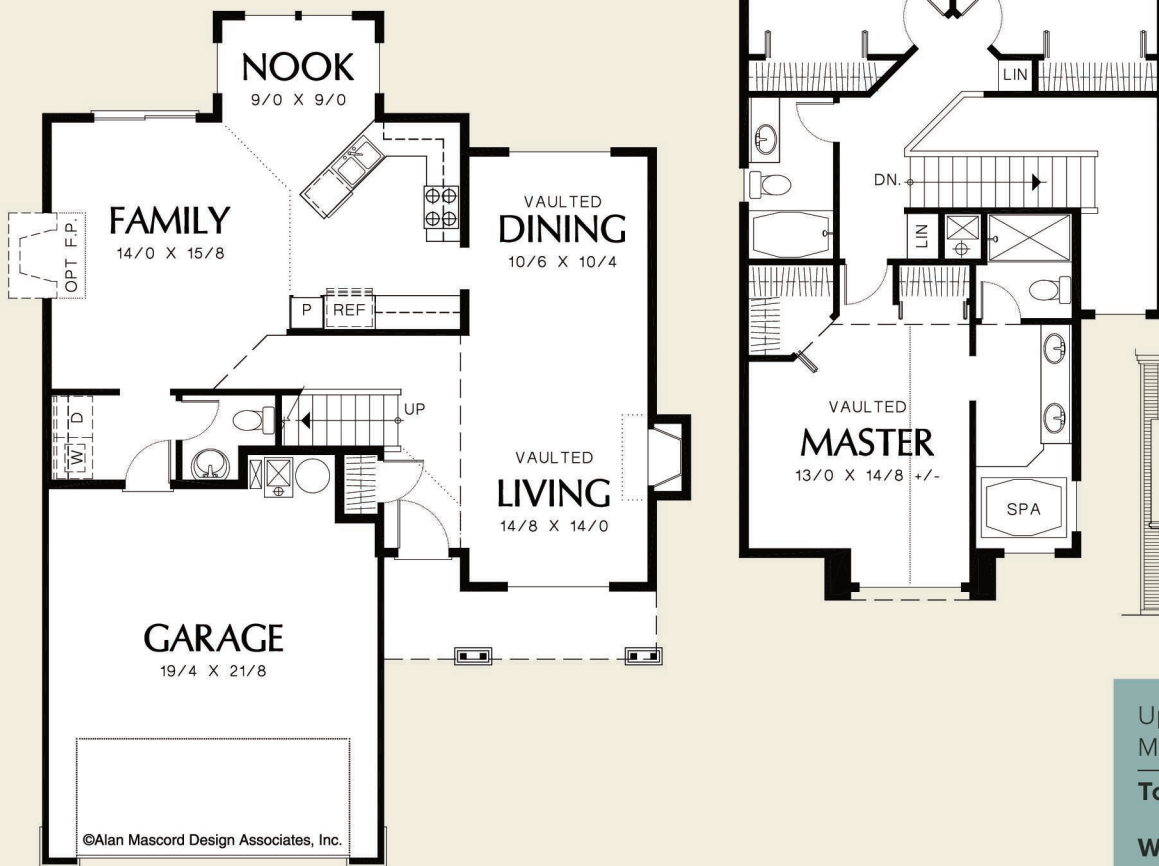 NOOK
9/0 X 9/0
FAMILY
14/0 X 15/8
OPT F.P.
VAULTED
DINING
10/6 X 10/4
P
REF
D
W
UP
VAULTED
LIVING
14/8 X 14/0
GARAGE
19/4 X 21/8
©Alan Mascord Design Associates, Inc.
LIN
DN.
LIN
VAULTED
MASTER
13/0 X 14/8 +/-
SPA